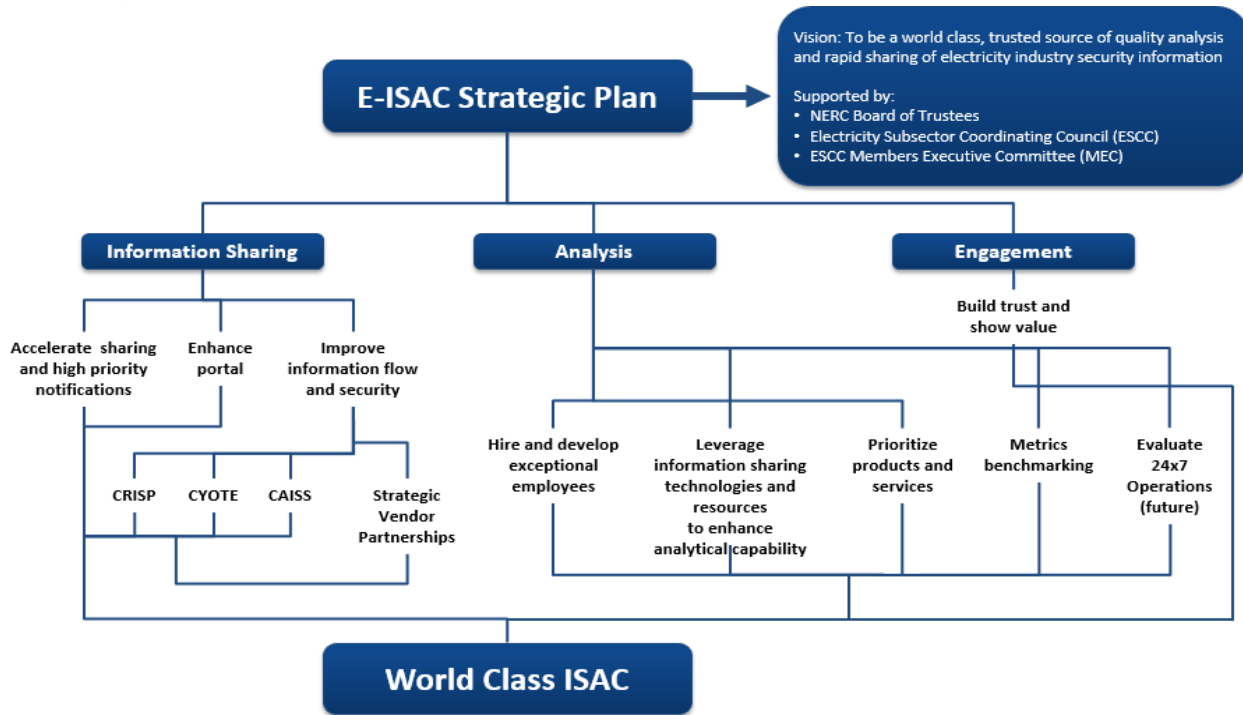 Vision: To be a world class, trusted source of quality analysis
and rapid sharing of electricity industry security information
Supported by:
• NERC Board of Trustees
• Electricity Subsector Coordinating Council (ESCC)
• ESCC Members Executive Committee (MEC)
E-ISAC Strategic Plan
Information Sharing
Analysis
Engagement
Accelerate sharing
and high priority
notifications
Enhance
portal
Improve
information flow
and security
Build trust and
show value
CRISP
CYOTE
CAISS
Strategic
Vendor
Partnerships
Hire and develop
exceptional
employees
Leverage
information sharing
technologies and
resources
to enhance
analytical capability
Prioritize
products and
services
Metrics
benchmarking
Evaluate
24x7
Operations
(future)
World Class ISAC